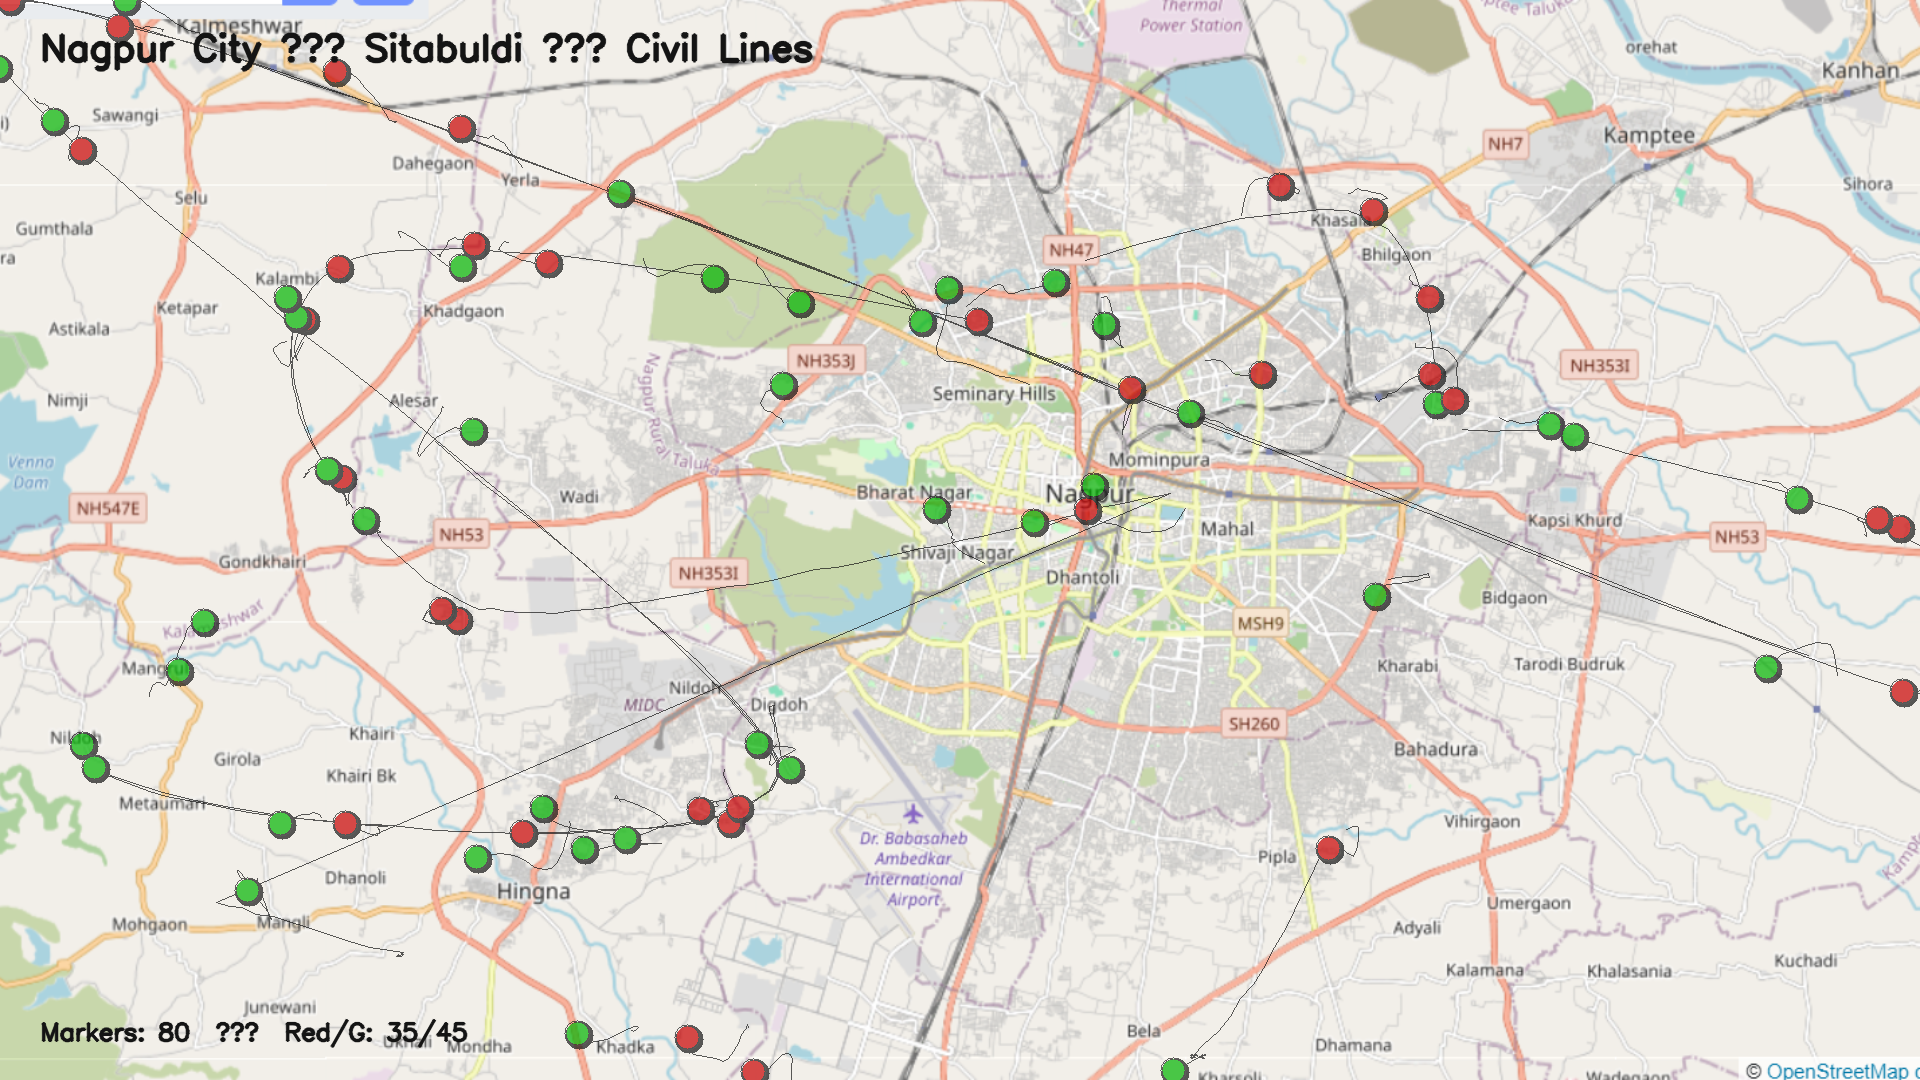 Thermal
Power Station
orehat
Kanhan
Kalmeshwar
Nagpur City ??? Sitabuldi ??? Civil Lines
Sawangi
NH7
Kamptee
Dahegaon
Yerla
Selu
Sihora
Khasala
Gumthala
NH47
Bhilgaon
Kalambi
Khadgaon
Ketapar
Astikala
NH353J
NH353I
Seminary Hills
Nimji
Alesar
Nagpur Rural Taluka
Mominpura
Venna
Dam
Wadi
Bharat Nagar
Nagpur
NH547E
Kapsi Khurd
NH53
Mahal
NH53
Shivaji Nagar
Gondkhairi
NH353I
Dhantoli
Bidgaon
MSH9
Mangrul
Kharabi
Tarodi Budruk
Nildoh
MIDC
Digdoh
SH260
Nildoh
Khairi
Bahadura
Girola
Khairi Bk
Metaumari
Vihirgaon
Dr. Babasaheb
Ambedkar
International
Airport
Pipla
Dhanoli
Hingna
Umergaon
Mohgaon
Mangli
Adyali
Kuchadi
Kalamana
Khalasania
Junewani
Markers: 80 ??? Red/G: 35/45
Mondha
Khadka
Bela
Dhamana
Kharsoli
Wadegaon
© OpenStreetMap c